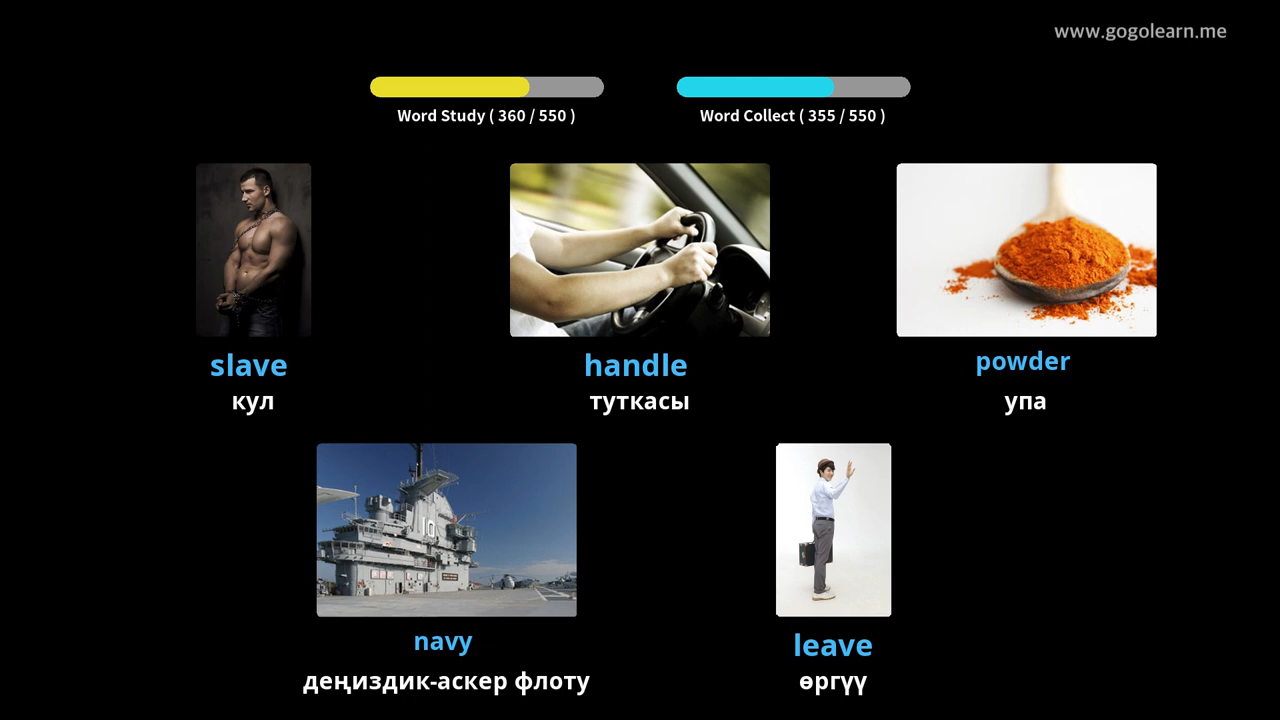 www.gogolearn.me
Word Study ( 360 / 550 )
Word Collect ( 355 / 550 )
slave
кул
handle
туткасы
powder
упа
navy
деңиздик-аскер флоту
leave
өргүү